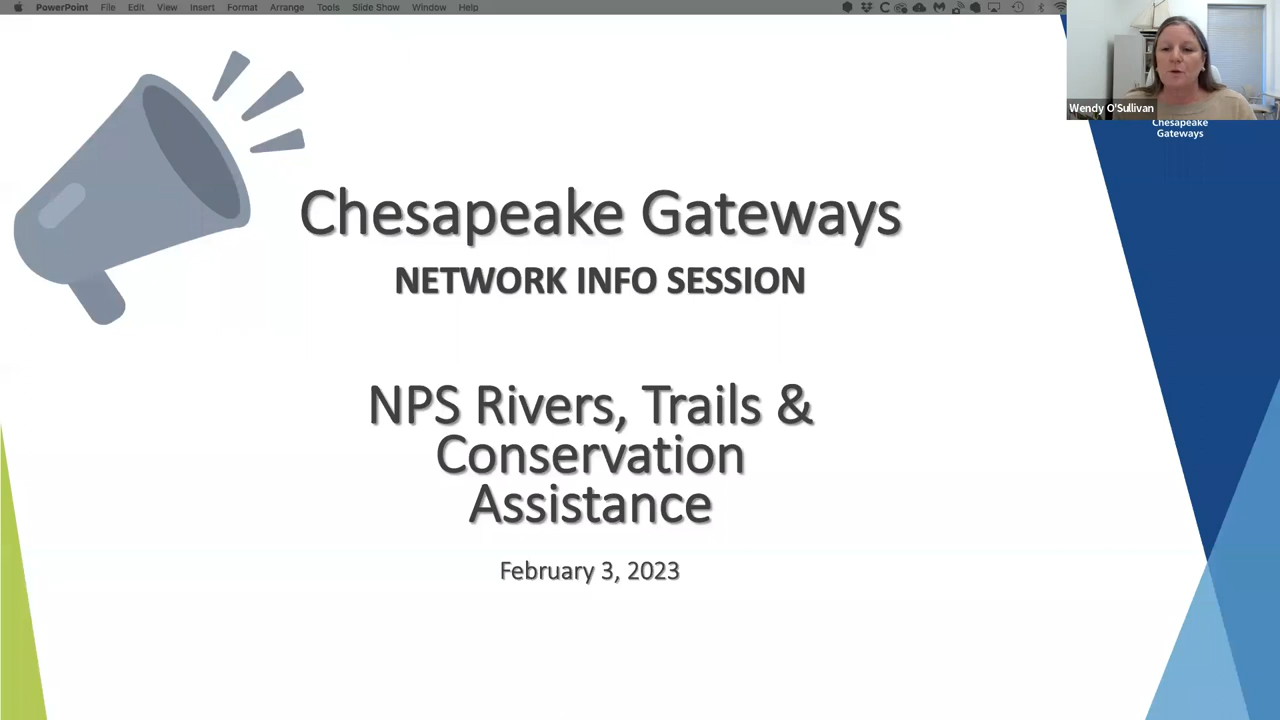 PowerPoint File Edit View Insert Format Arrange Tools Slide Show Window Help
Wendy O'Sullivan
Chesapeake
Gateways
Chesapeake Gateways
NETWORK INFO SESSION
NPS Rivers, Trails &
Conservation
Assistance
February 3, 2023